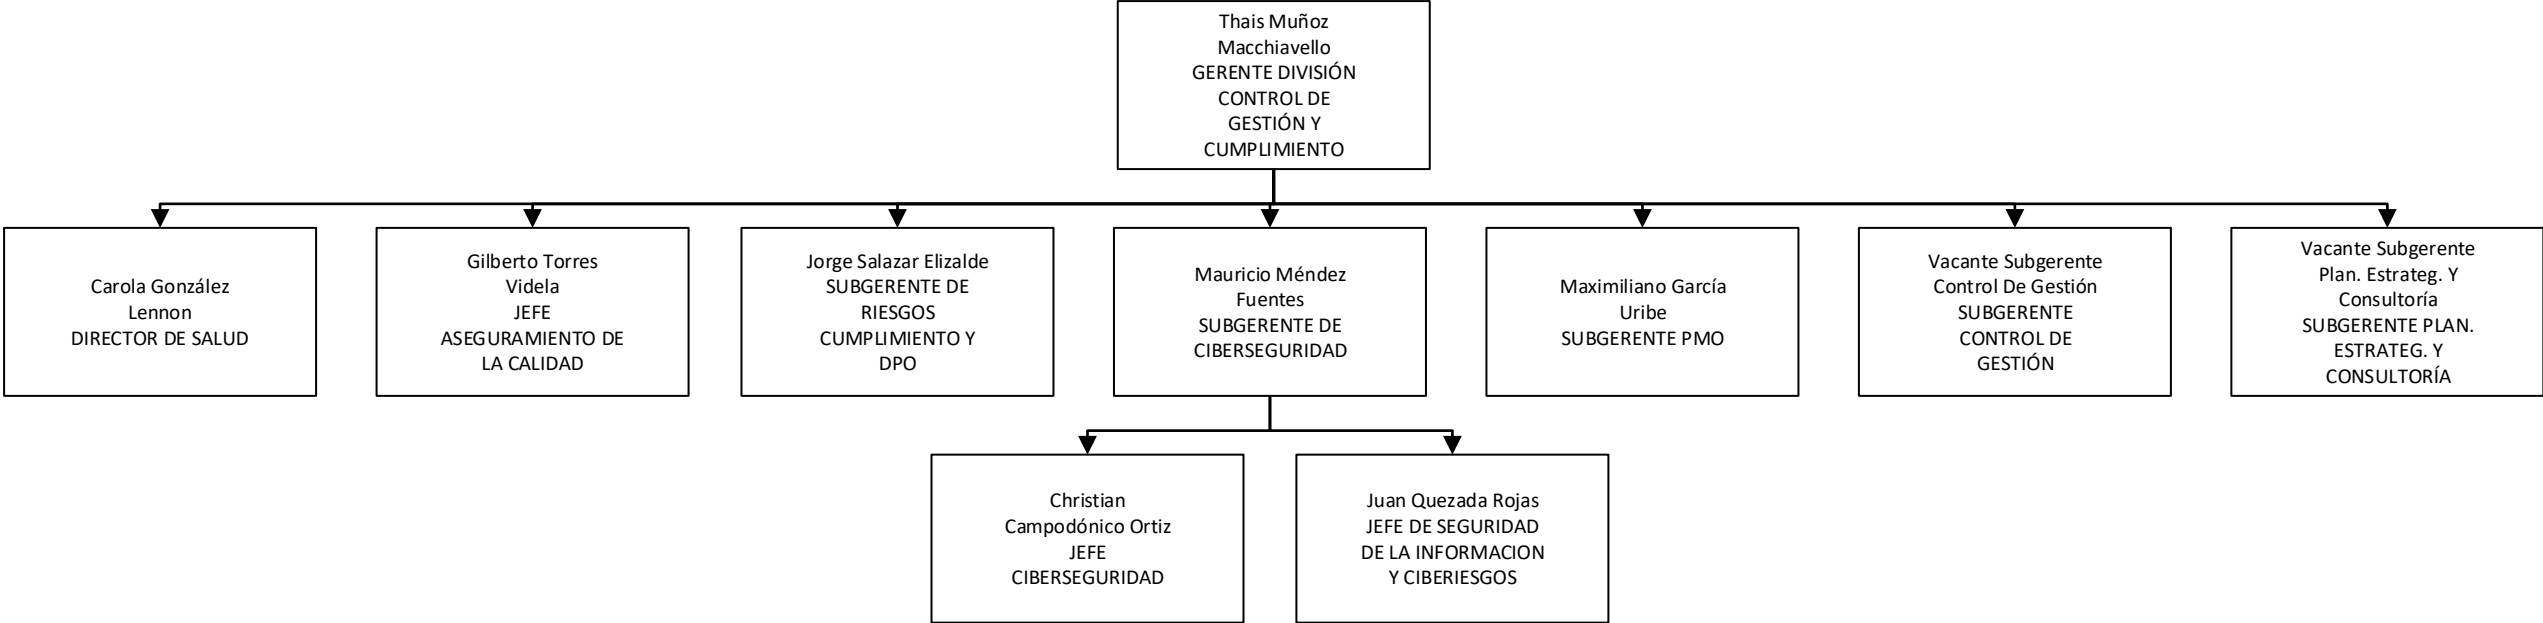 Thais Muñoz
Macchiavello
GERENTE DIVISIÓN
CONTROL DE
GESTIÓN Y
CUMPLIMIENTO
Carola González
Lennon
DIRECTOR DE SALUD
Gilberto Torres
Videla
JEFE
ASEGURAMIENTO DE
LA CALIDAD
Jorge Salazar Elizalde
SUBGERENTE DE
RIESGOS
CUMPLIMIENTO Y
DPO
Mauricio Méndez
Fuentes
SUBGERENTE DE
CIBERSEGURIDAD
Maximiliano García
Uribe
SUBGERENTE PMO
Vacante Subgerente
Control De Gestión
SUBGERENTE
CONTROL DE
GESTIÓN
Vacante Subgerente
Plan. Estrateg. Y
Consultoría
SUBGERENTE PLAN.
ESTRATEG. Y
CONSULTORÍA
Christian
Campodónico Ortiz
JEFE
CIBERSEGURIDAD
Juan Quezada Rojas
JEFE DE SEGURIDAD
DE LA INFORMACION
Y CIBERIESGOS